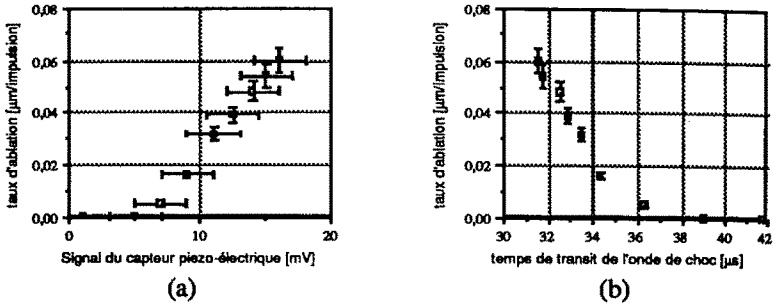 taux d'ablation [µm/impulsion]
0,08
0,06
0,04
0,02
0,00
0 10 20
Signal du capteur piezo-électrique [mV]
(a)
taux d'ablation [µm/impulsion]
0,08
0,06
0,04
0,02
0,00
30 32 34 36 38 40 42
temps de transit de l'onde de choc [µs]
(b)